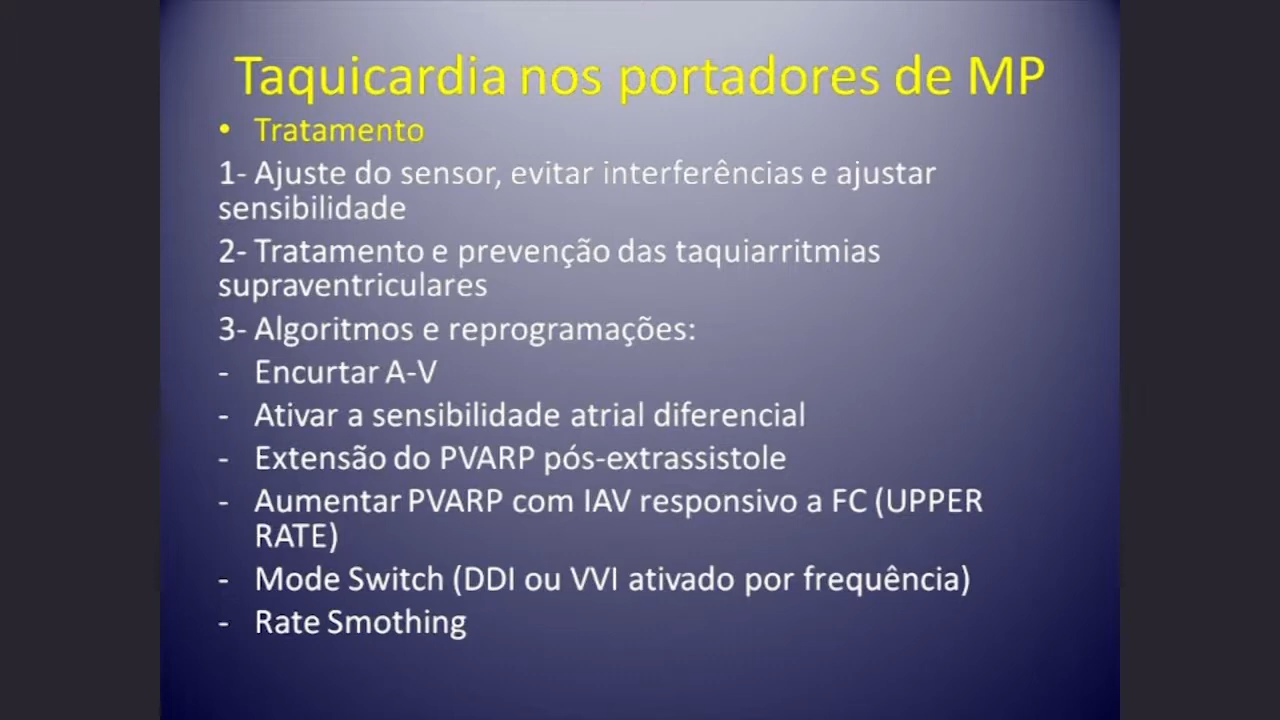 Taquicardia nos portadores de MP
• Tratamento
1- Ajuste do sensor, evitar interferências e ajustar
sensibilidade
2- Tratamento e prevenção das taquiarritmias
supraventriculares
3- Algoritmos e reprogramações:
- Encurtar A-V
- Ativar a sensibilidade atrial diferencial
- Extensão do PVARP pós-extrassistole
- Aumentar PVARP com IAV responsivo a FC (UPPER
RATE)
- Mode Switch (DDI ou VVI ativado por frequência)
- Rate Smothing